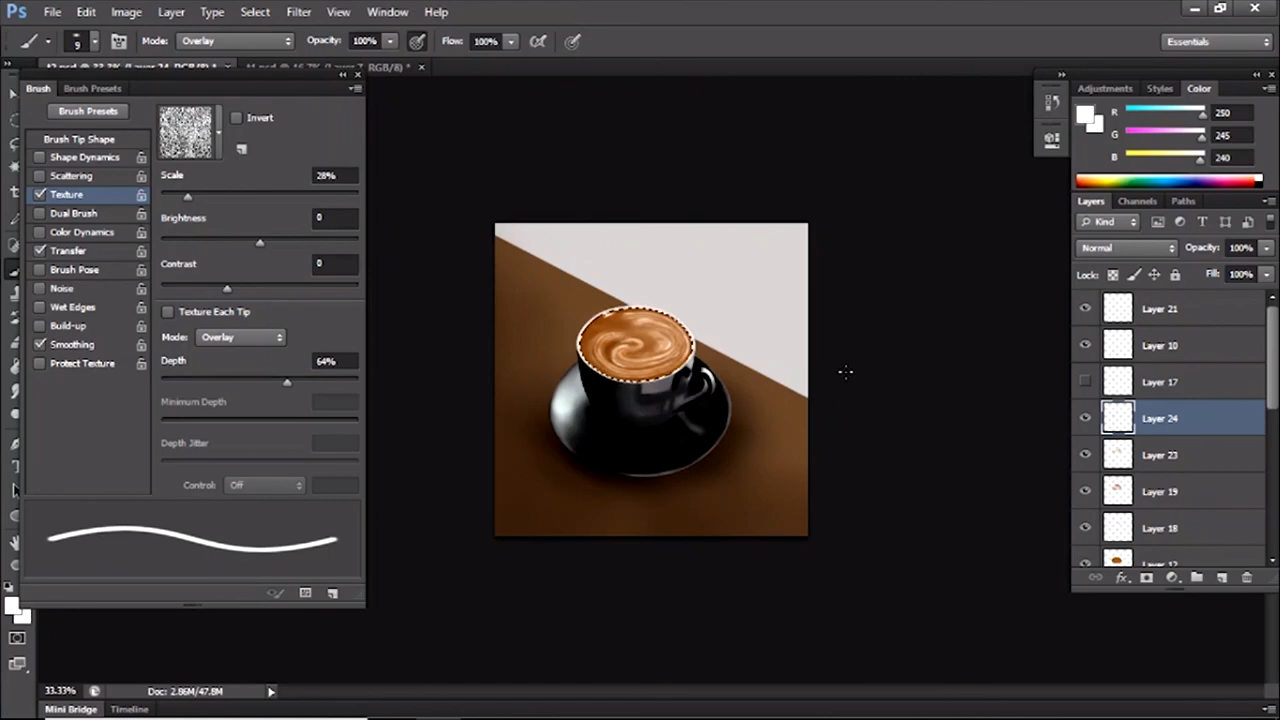 Ps File Edit Image Layer Type Select Filter View Window Help
9 Mode: Overlay Opacity: 100% Flow: 100% Essentials
RGB/8) *
Brush Brush Presets
Brush Presets
Invert
Brush Tip Shape
Shape Dynamics
Scattering
Texture
Dual Brush
Color Dynamics
Transfer
Brush Pose
Noise
Wet Edges
Build-up
Smoothing
Protect Texture
Scale 28%
Brightness 0
Contrast 0
Texture Each Tip
Mode: Overlay
Depth 64%
Minimum Depth
Depth Jitter
Control: Off
Adjustments Styles Color
R 250
G 245
B 240
Layers Channels Paths
Kind
Normal Opacity: 100%
Lock: Fill: 100%
Layer 21
Layer 10
Layer 17
Layer 24
Layer 23
Layer 19
Layer 18
Layer 12
33.33% Doc: 2.86M/47.8M
Mini Bridge Timeline